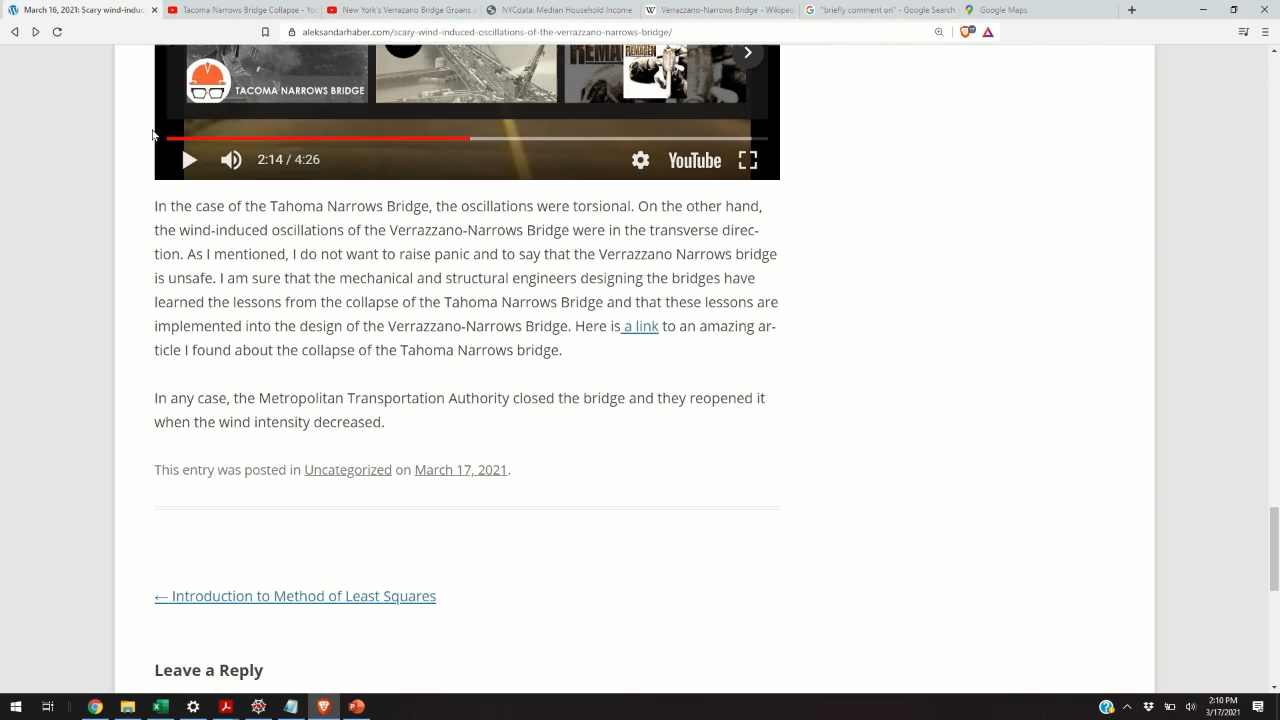 March 16, 2021: Scary wind-induc
Tacoma Narrows Bridge Collapse - Yo
New York's Verazano Bridge Groans a
NYCdata: Median Household Income
Verrazzano-Narrows Bridge - Wikiped
"briefly comment on" - Google Search
Google Maps
aleksandarhaber.com/scary-wind-induced-oscillations-of-the-verrazzano-narrows-bridge/
TACOMA NARROWS BRIDGE
2:14 / 4:26
YouTube
In the case of the Tahoma Narrows Bridge, the oscillations were torsional. On the other hand,
the wind-induced oscillations of the Verrazzano-Narrows Bridge were in the transverse direc-
tion. As I mentioned, I do not want to raise panic and to say that the Verrazzano Narrows bridge
is unsafe. I am sure that the mechanical and structural engineers designing the bridges have
learned the lessons from the collapse of the Tahoma Narrows Bridge and that these lessons are
implemented into the design of the Verrazzano-Narrows Bridge. Here is a link to an amazing ar-
ticle I found about the collapse of the Tahoma Narrows bridge.
In any case, the Metropolitan Transportation Authority closed the bridge and they reopened it
when the wind intensity decreased.
This entry was posted in Uncategorized on March 17, 2021.
← Introduction to Method of Least Squares
Leave a Reply
2:10 PM
3/17/2021